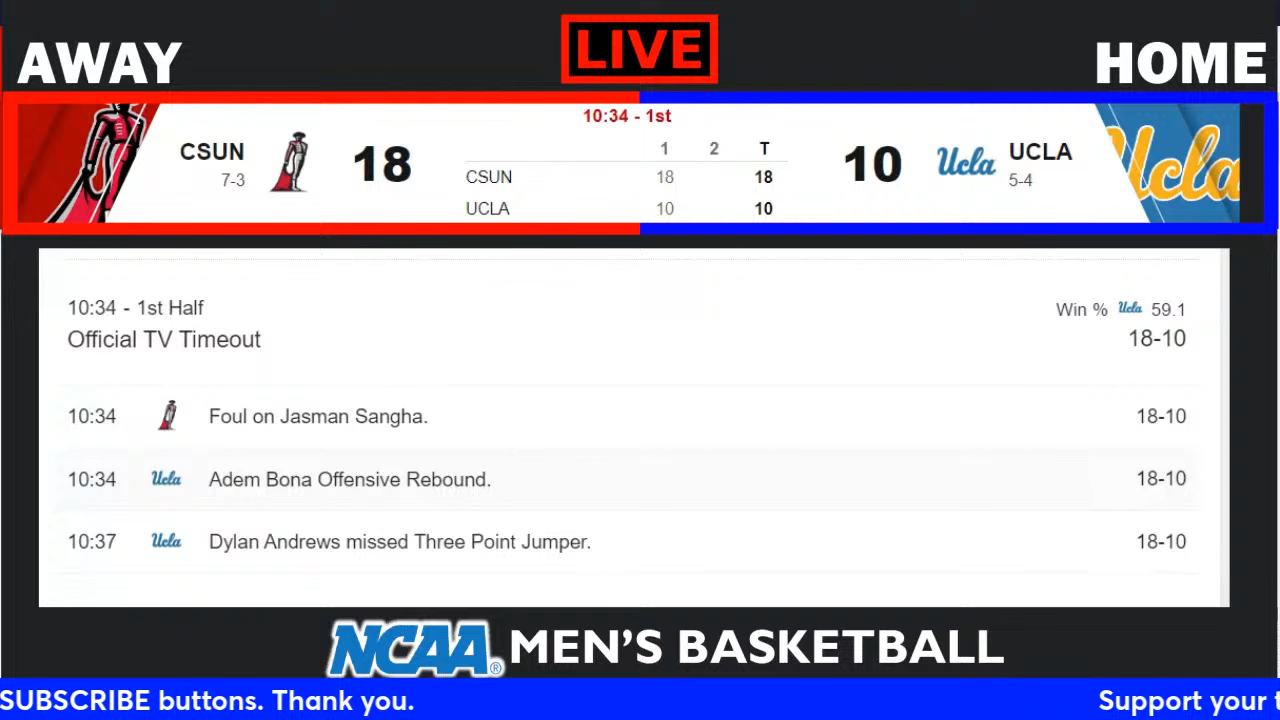 AWAY
LIVE
HOME
10:34 - 1st
CSUN
7-3
18
1 2 T
CSUN 18 18
UCLA 10 10
10
Ucla
UCLA
5-4
Ucla
10:34 - 1st Half
Win % Ucla 59.1
Official TV Timeout
18-10
10:34 Foul on Jasman Sangha. 18-10
10:34 Ucla Adem Bona Offensive Rebound. 18-10
10:37 Ucla Dylan Andrews missed Three Point Jumper. 18-10
NCAA® MEN'S BASKETBALL
SUBSCRIBE buttons. Thank you. Support your t